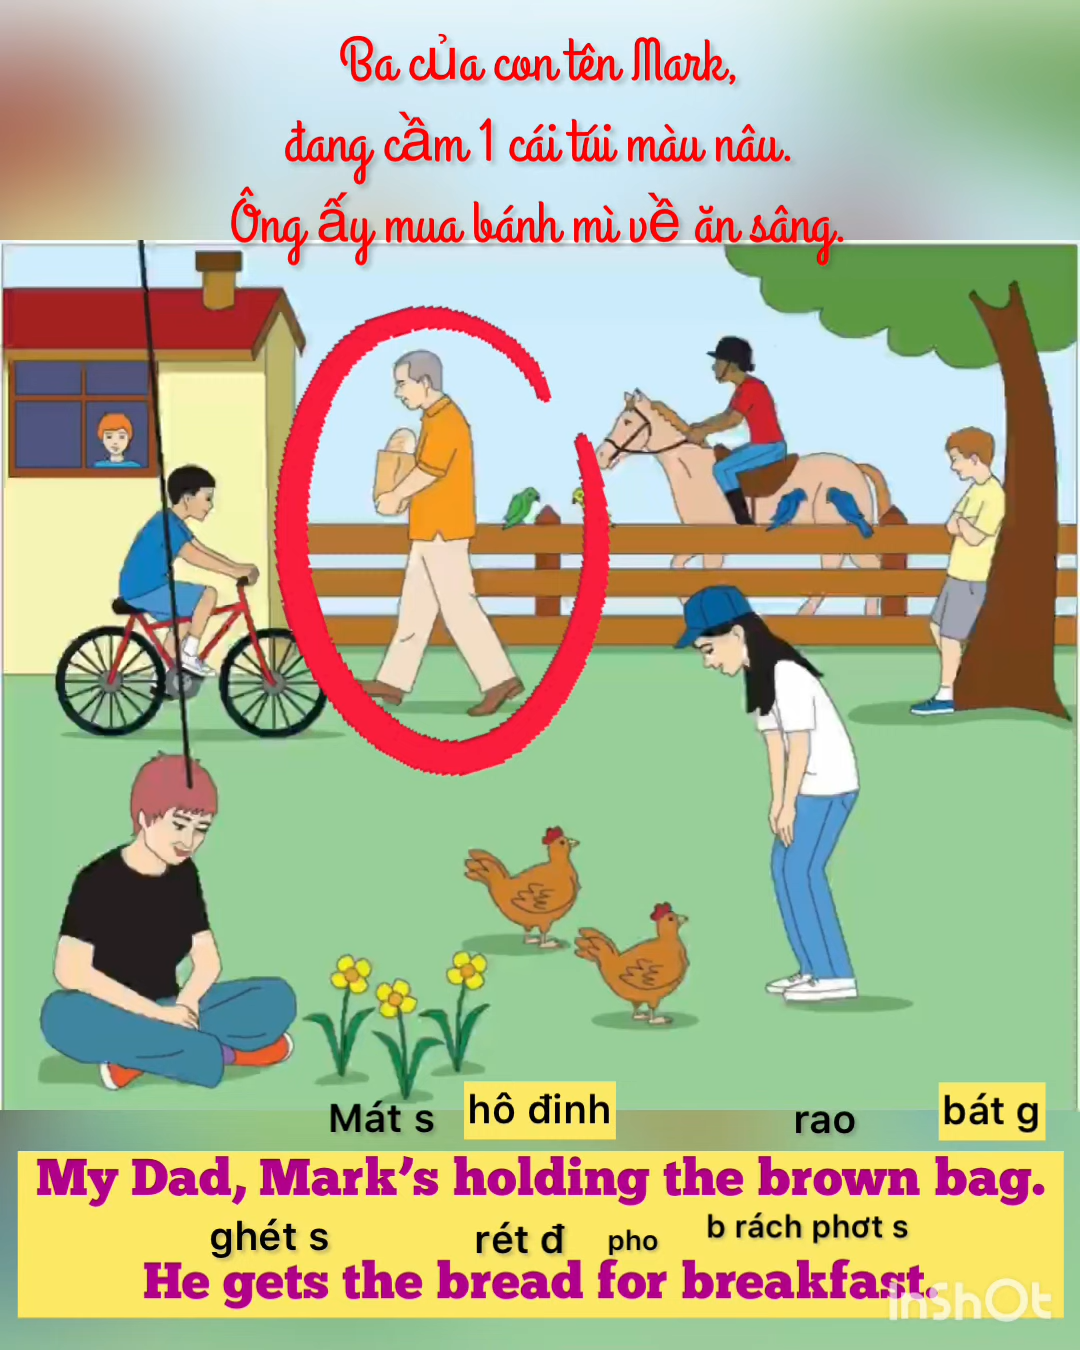 Ba của con tên Mark,
đang cầm 1 cái túi màu nâu.
Ông ấy mua bánh mì về ăn sâng.
Mát s hô đinh rao bát g
My Dad, Mark’s holding the brown bag.
ghét s rét đ pho b rách phơt s
He gets the bread for breakfast.
InShOt